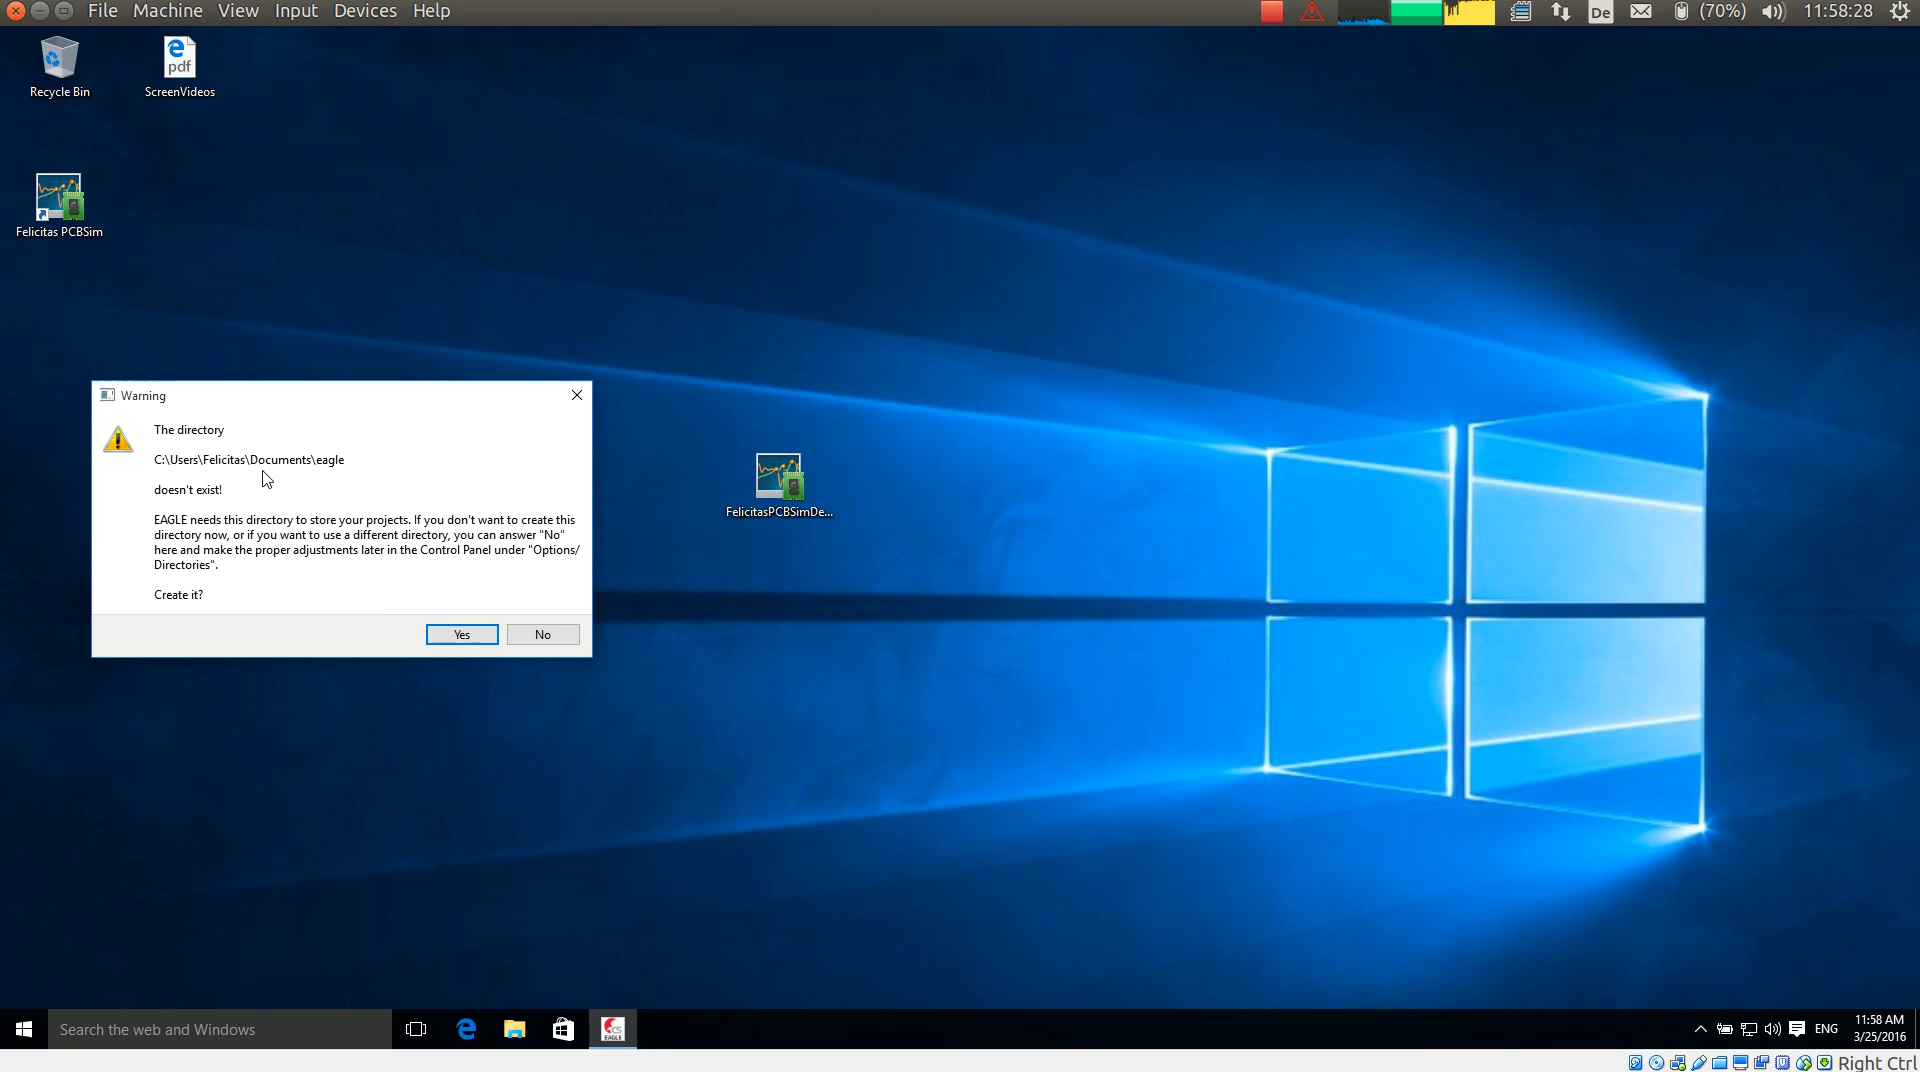 File Machine View Input Devices Help
De (70%) 11:58:28
Recycle Bin
pdf
ScreenVideos
Felicitas PCBSim
Warning
The directory
C:\Users\Felicitas\Documents\eagle
doesn't exist!
EAGLE needs this directory to store your projects. If you don't want to create this
directory now, or if you want to use a different directory, you can answer "No"
here and make the proper adjustments later in the Control Panel under "Options/
Directories".
Create it?
Yes No
FelicitasPCBSimDe...
Search the web and Windows
CS
EAGLE
ENG
11:58 AM
3/25/2016
Right Ctrl